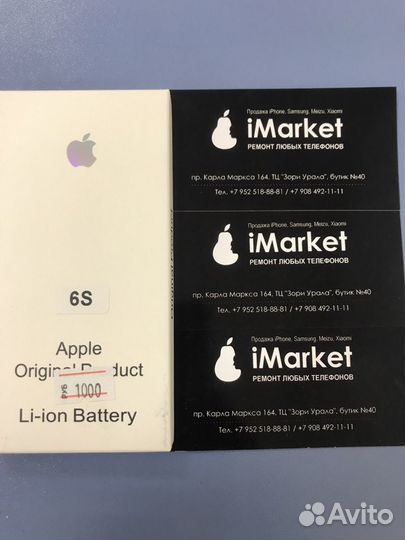 6S
Apple
Original Product
РУБ 1000
Li-ion Battery
Продажа iPhone, Samsung, Meizu, Xiaomi
iMarket
РЕМОНТ ЛЮБЫХ ТЕЛЕФОНОВ
пр. Карла Маркса 164, ТЦ "Зори Урала", бутик №40
Тел. +7 952 518-88-81 / +7 908 492-11-11
Продажа iPhone, Samsung, Meizu, Xiaomi
iMarket
РЕМОНТ ЛЮБЫХ ТЕЛЕФОНОВ
пр. Карла Маркса 164, ТЦ "Зори Урала", бутик №40
Тел. +7 952 518-88-81 / +7 908 492-11-11
Продажа iPhone, Samsung, Meizu, Xiaomi
iMarket
РЕМОНТ ЛЮБЫХ ТЕЛЕФОНОВ
пр. Карла Маркса 164, ТЦ "Зори Урала", бутик №40
Тел. +7 952 518-88-81 / +7 908 492-11-11
Avito